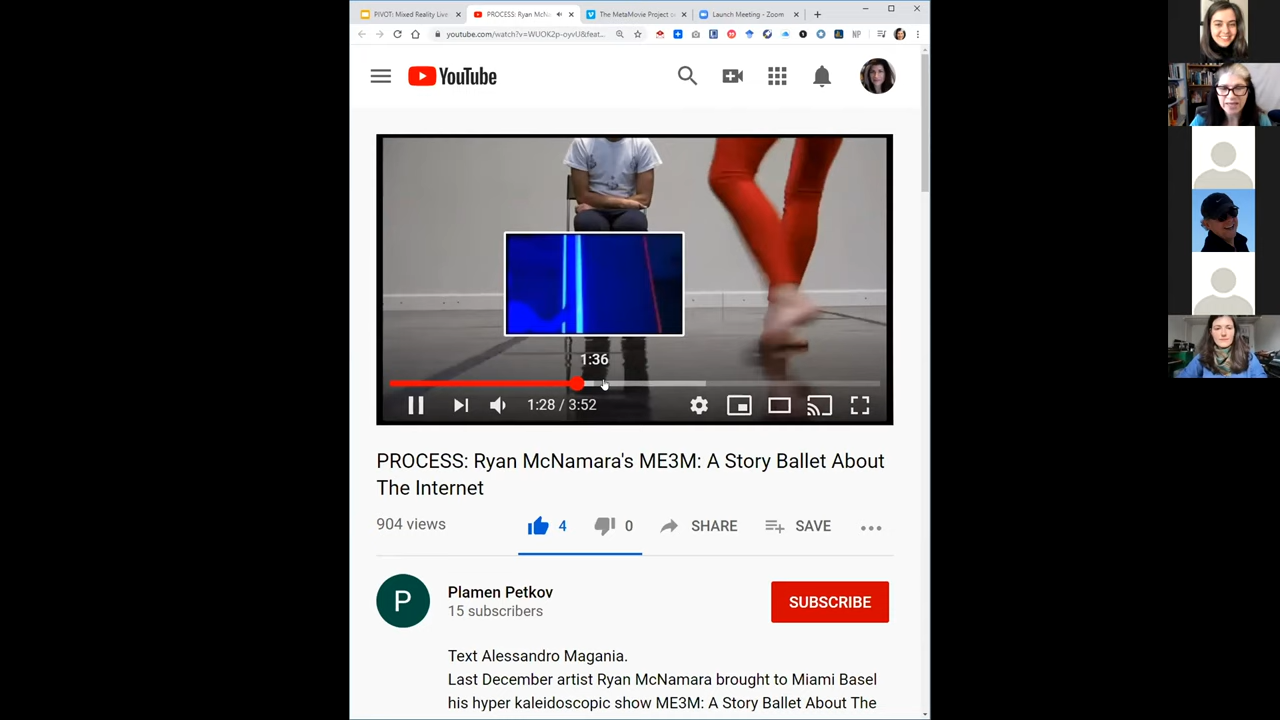 PIVOT: Mixed Reality Live
PROCESS: Ryan McNa
The MetaMovie Project
Launch Meeting - Zoom
youtube.com/watch?v=WUOK2p-oyvU&feat...
NP
YouTube
1:36
1:28 / 3:52
PROCESS: Ryan McNamara's ME3M: A Story Ballet About
The Internet
904 views
4
0
SHARE
SAVE
P
Plamen Petkov
15 subscribers
SUBSCRIBE
Text Alessandro Magania.
Last December artist Ryan McNamara brought to Miami Basel
his hyper kaleidoscopic show ME3M: A Story Ballet About The